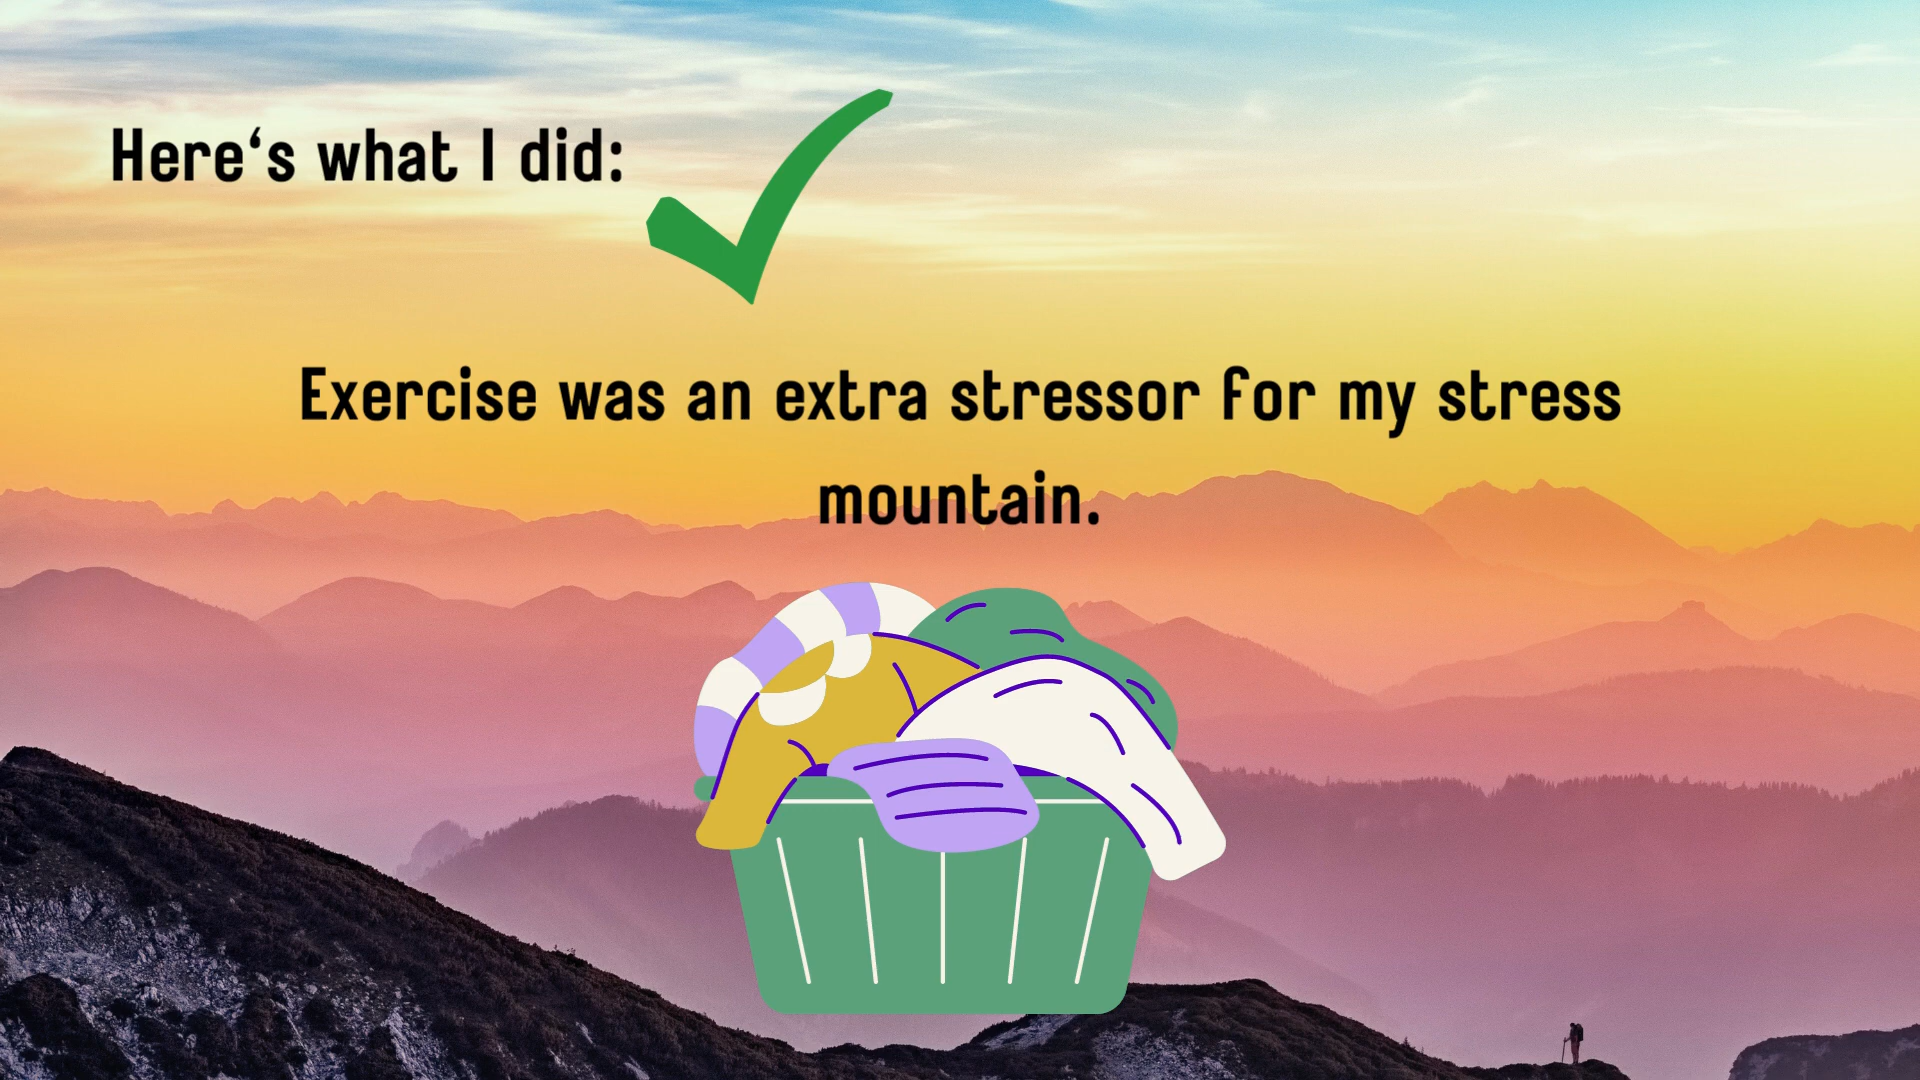 Here‘s what I did:
Exercise was an extra stressor for my stress
mountain.